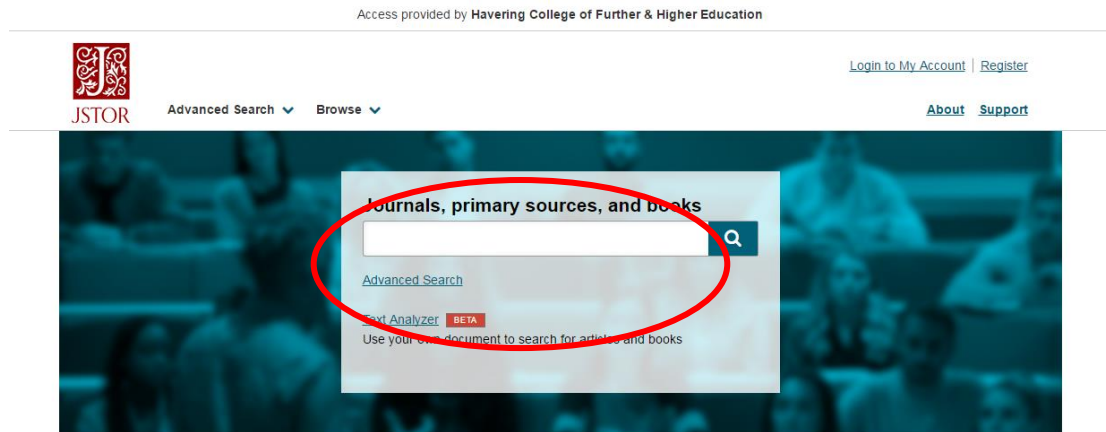 Access provided by Havering College of Further & Higher Education
Login to My Account | Register
JSTOR
Advanced Search
Browse
About
Support
Journals, primary sources, and books
Advanced Search
Text Analyzer BETA
Use your own document to search for articles and books